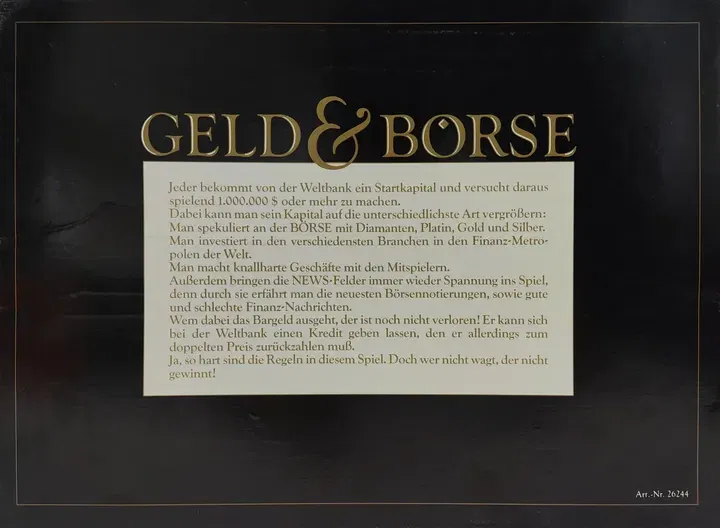 GELD & BÖRSE
Jeder bekommt von der Weltbank ein Startkapital und versucht daraus
spielend 1.000.000 $ oder mehr zu machen.
Dabei kann man sein Kapital auf die unterschiedlichste Art vergrößern:
Man spekuliert an der BÖRSE mit Diamanten, Platin, Gold und Silber.
Man investiert in den verschiedensten Branchen in den Finanz-Metro-
polen der Welt.
Man macht knallharte Geschäfte mit den Mitspielern.
Außerdem bringen die NEWS-Felder immer wieder Spannung ins Spiel,
denn durch sie erfährt man die neuesten Börsennotierungen, sowie gute
und schlechte Finanz-Nachrichten.
Wem dabei das Bargeld ausgeht, der ist noch nicht verloren! Er kann sich
bei der Weltbank einen Kredit geben lassen, den er allerdings zum
doppelten Preis zurückzahlen muß.
Ja, so hart sind die Regeln in diesem Spiel. Doch wer nicht wagt, der nicht
gewinnt!
Art.-Nr. 26244